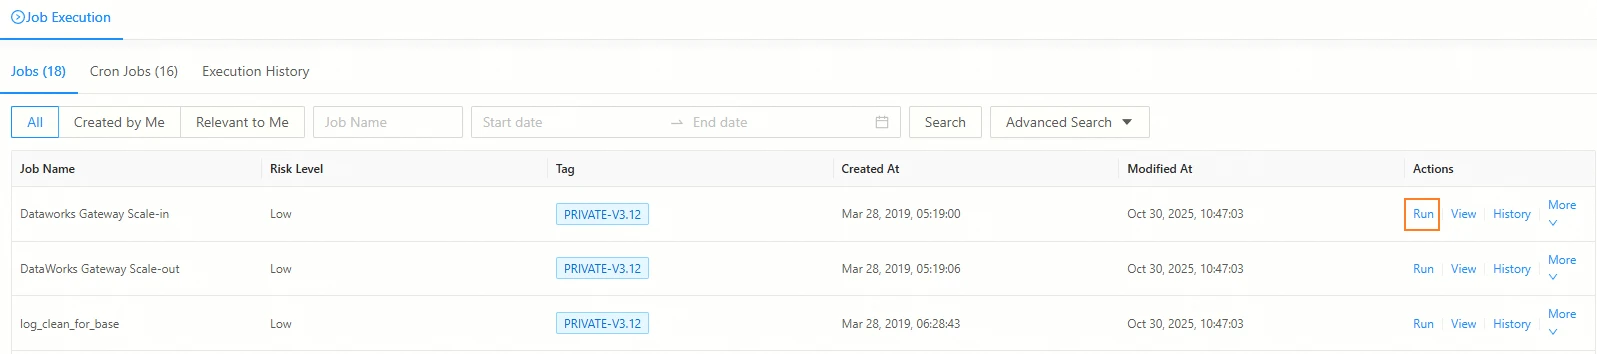 Job Execution
Jobs (18) Cron Jobs (16) Execution History
All Created by Me Relevant to Me Job Name Start date End date Search Advanced Search
Job Name Risk Level Tag Created At Modified At Actions
Dataworks Gateway Scale-in Low PRIVATE-V3.12 Mar 28, 2019, 05:19:00 Oct 30, 2025, 10:47:03 Run View History More
DataWorks Gateway Scale-out Low PRIVATE-V3.12 Mar 28, 2019, 05:19:06 Oct 30, 2025, 10:47:03 Run View History More
log_clean_for_base Low PRIVATE-V3.12 Mar 28, 2019, 06:28:43 Oct 30, 2025, 10:47:03 Run View History More